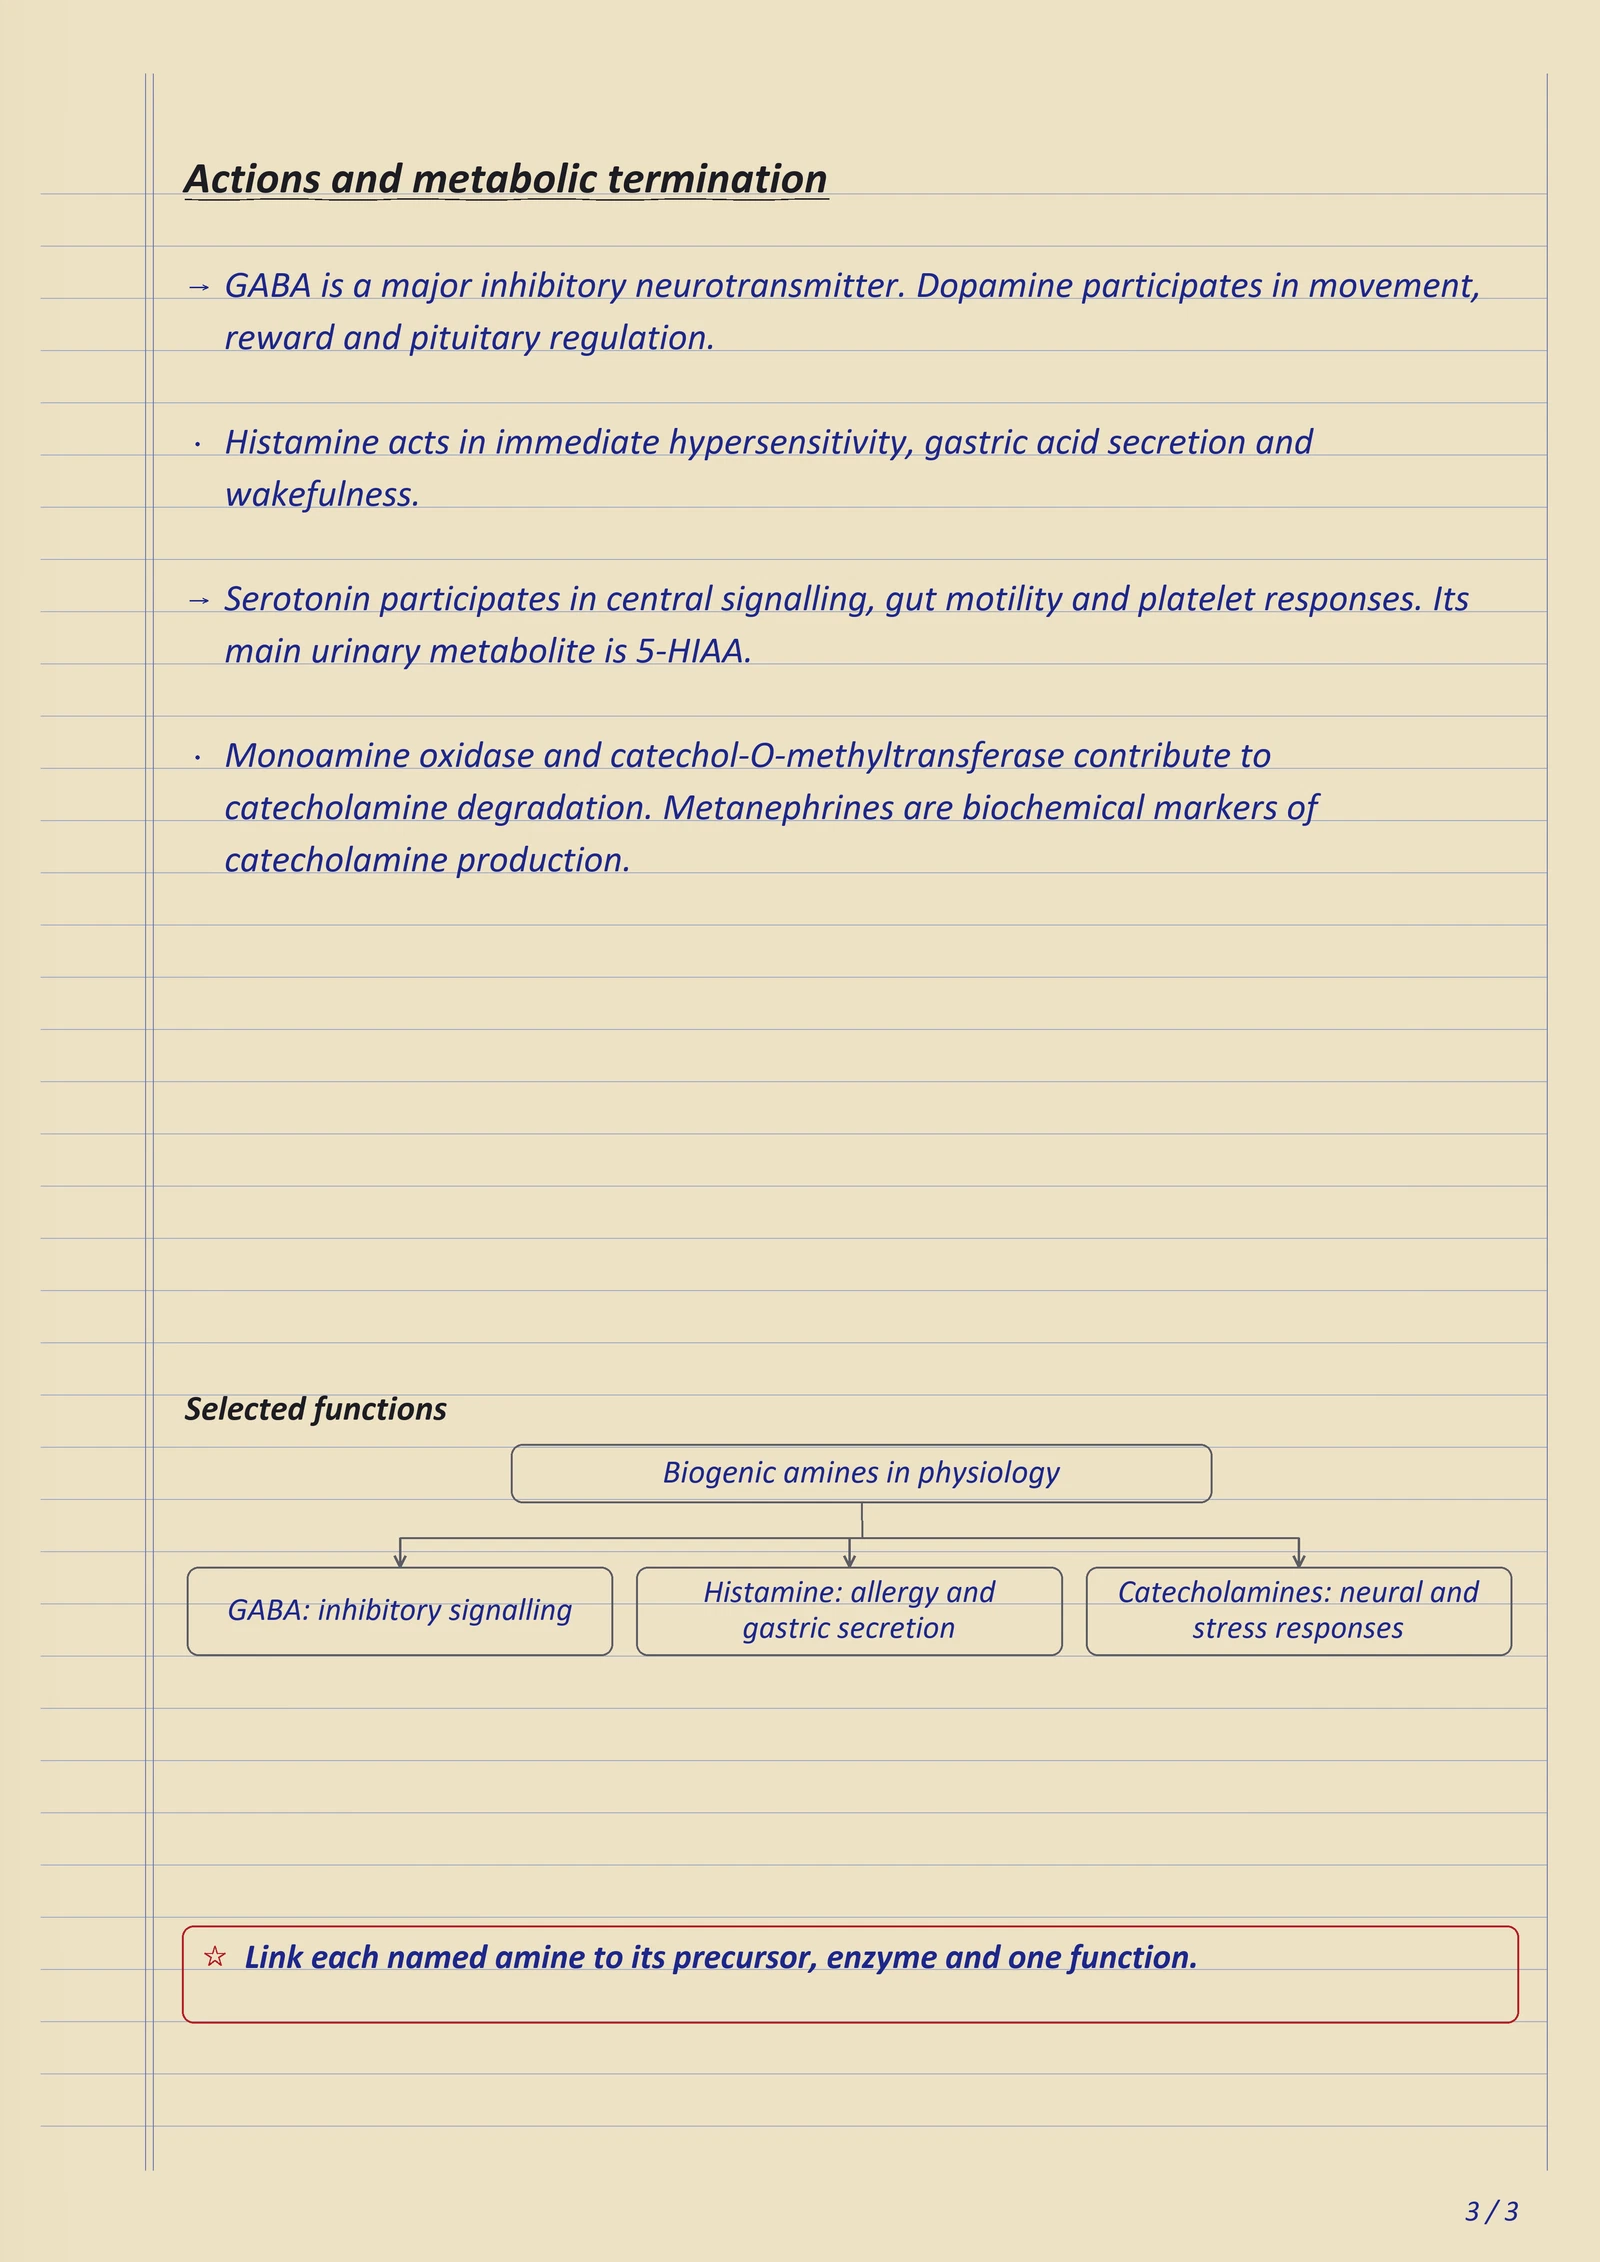 Actions and metabolic termination
→ GABA is a major inhibitory neurotransmitter. Dopamine participates in movement,
reward and pituitary regulation.
· Histamine acts in immediate hypersensitivity, gastric acid secretion and
wakefulness.
→ Serotonin participates in central signalling, gut motility and platelet responses. Its
main urinary metabolite is 5-HIAA.
· Monoamine oxidase and catechol-O-methyltransferase contribute to
catecholamine degradation. Metanephrines are biochemical markers of
catecholamine production.
Selected functions
Biogenic amines in physiology
GABA: inhibitory signalling
Histamine: allergy and
gastric secretion
Catecholamines: neural and
stress responses
☆ Link each named amine to its precursor, enzyme and one function.
3 / 3